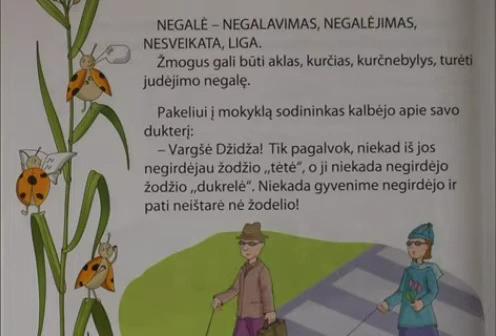 NEGALĖ – NEGALAVIMAS, NEGALĖJIMAS,
NESVEIKATA, LIGA.
Žmogus gali būti aklas, kurčias, kurčnebylys, turėti
judėjimo negalę.
Pakeliui į mokyklą sodininkas kalbėjo apie savo
dukterį:
– Vargšė Džidža! Tik pagalvok, niekad iš jos
negirdėjau žodžio „tėtė“, o ji niekada negirdėjo
žodžio „dukrelė“. Niekada gyvenime negirdėjo ir
pati neištarė nė žodelio!